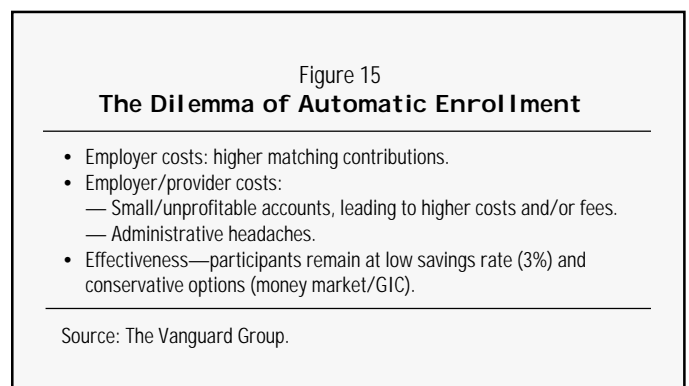 Figure 15
The Dilemma of Automatic Enrollment
• Employer costs: higher matching contributions.
• Employer/provider costs:
— Small/unprofitable accounts, leading to higher costs and/or fees.
— Administrative headaches.
• Effectiveness—participants remain at low savings rate (3%) and
conservative options (money market/GIC).
Source: The Vanguard Group.